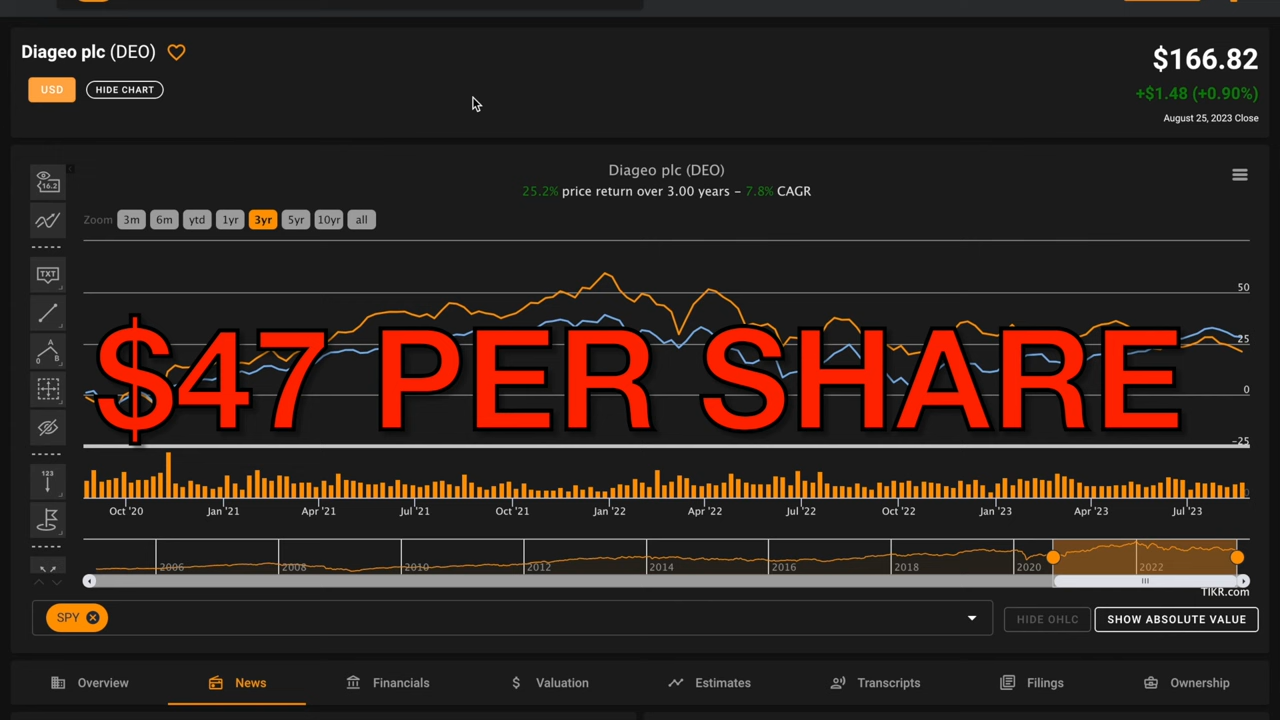 Diageo plc (DEO)
$166.82
USD
HIDE CHART
+$1.48 (+0.90%)
August 25, 2023 Close
16.2
Diageo plc (DEO)
25.2% price return over 3.00 years – 7.8% CAGR
Zoom 3m 6m ytd 1yr 3yr 5yr 10yr all
TXT
50
$47 PER SHARE
25
A
0 B
0
-25
123
0
Oct '20 Jan '21 Apr '21 Jul '21 Oct '21 Jan '22 Apr '22 Jul '22 Oct '22 Jan '23 Apr '23 Jul '23
2006 2008 2010 2012 2014 2016 2018 2020 2022
TIKR.com
SPY
HIDE OHLC
SHOW ABSOLUTE VALUE
Overview News Financials Valuation Estimates Transcripts Filings Ownership